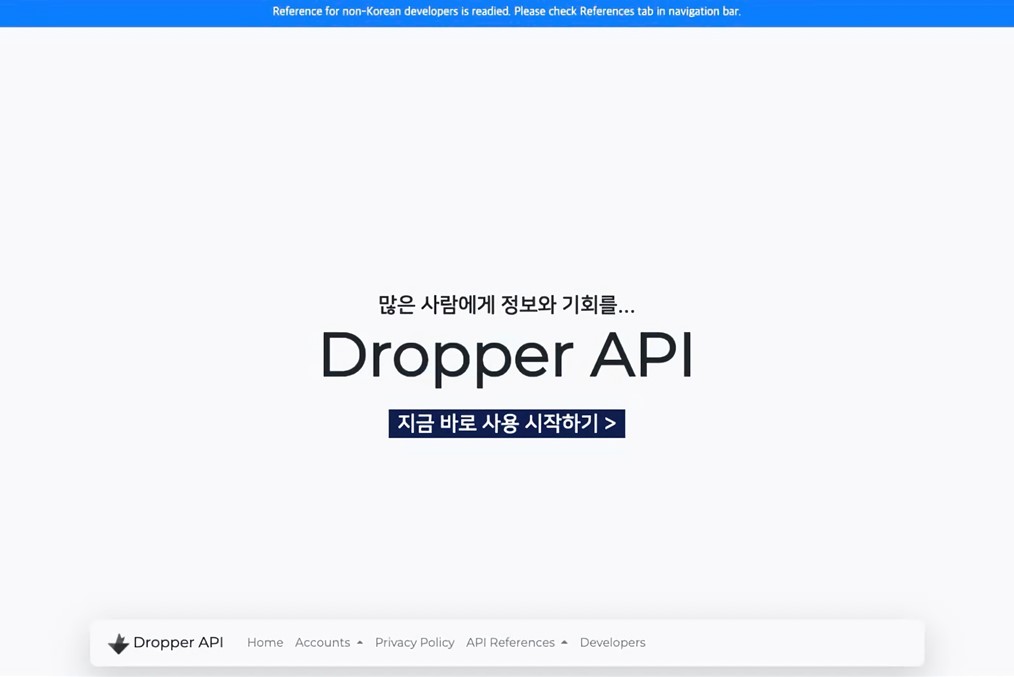 Reference for non-Korean developers is readied. Please check References tab in navigation bar.
많은 사람에게 정보와 기회를...
Dropper API
지금 바로 사용 시작하기 >
Dropper API Home Accounts Privacy Policy API References Developers